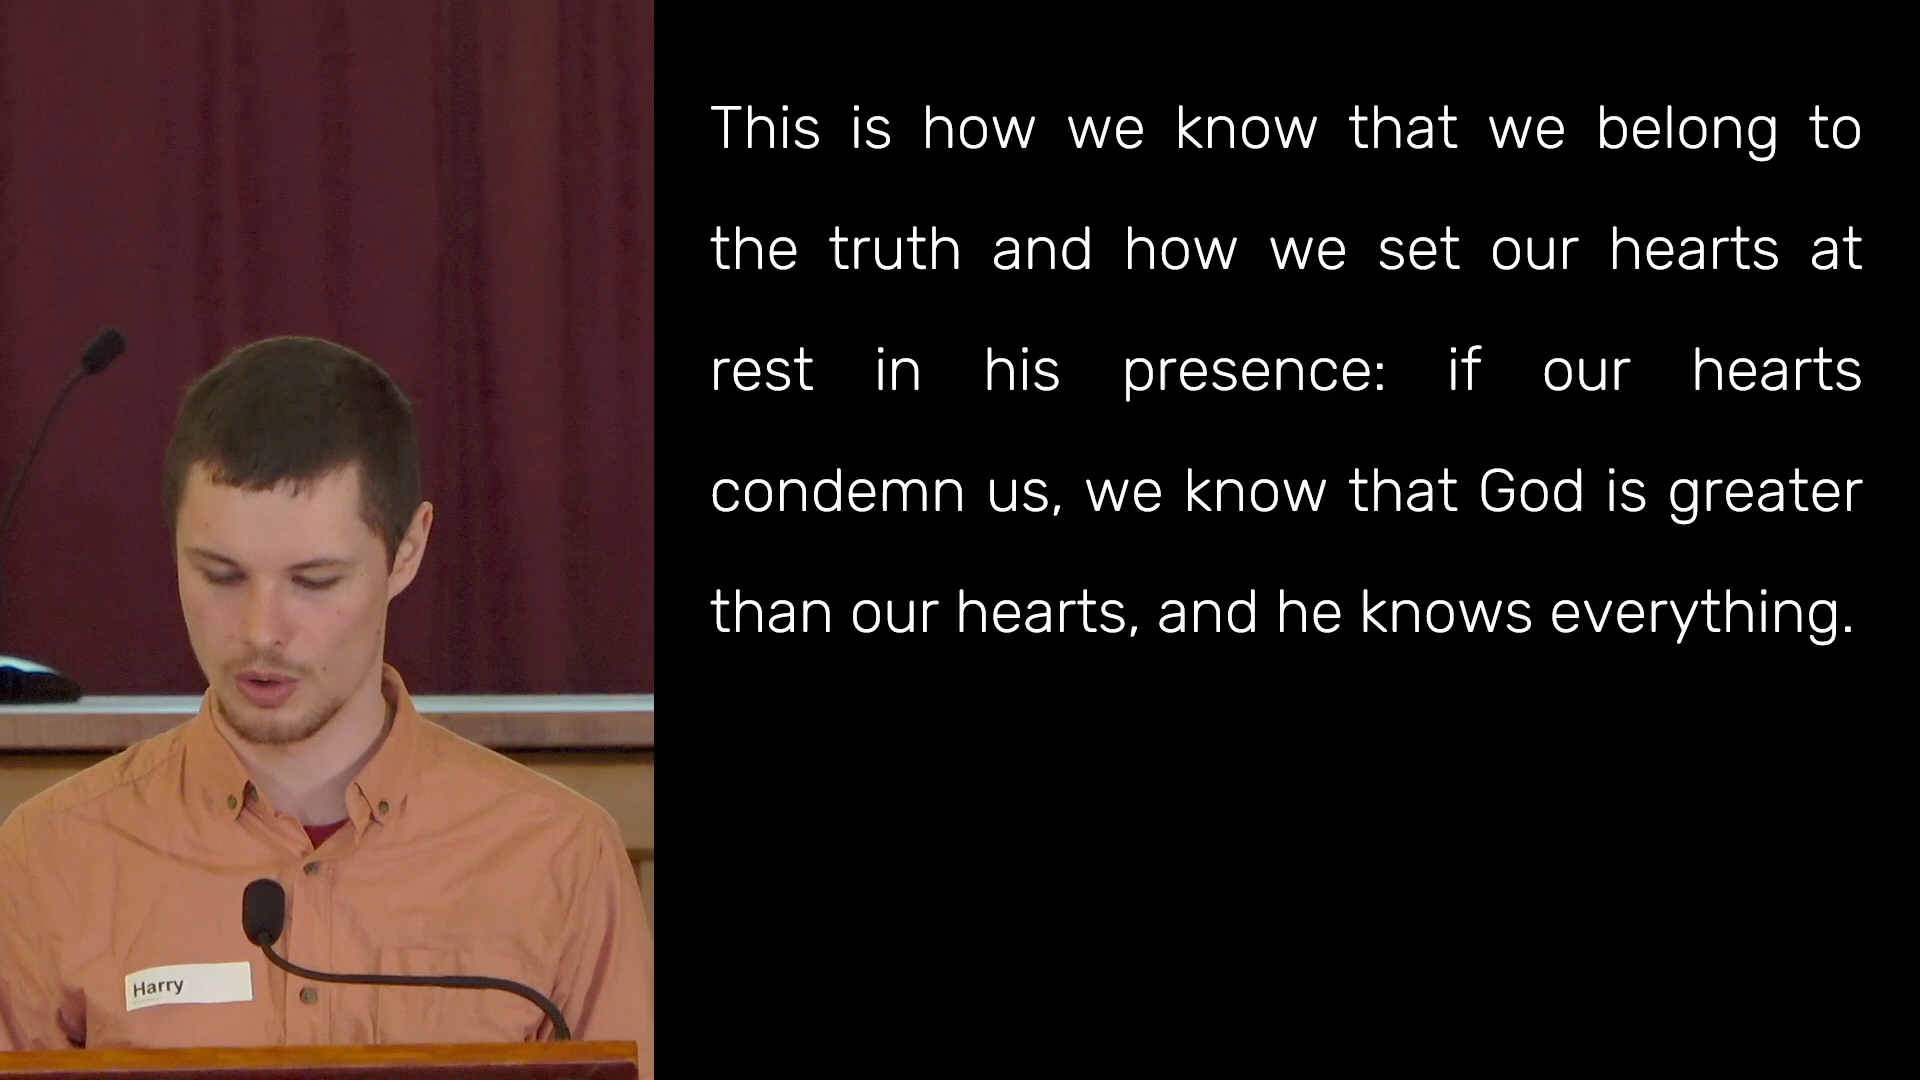 This is how we know that we belong to
the truth and how we set our hearts at
rest in his presence: if our hearts
condemn us, we know that God is greater
than our hearts, and he knows everything.
Harry